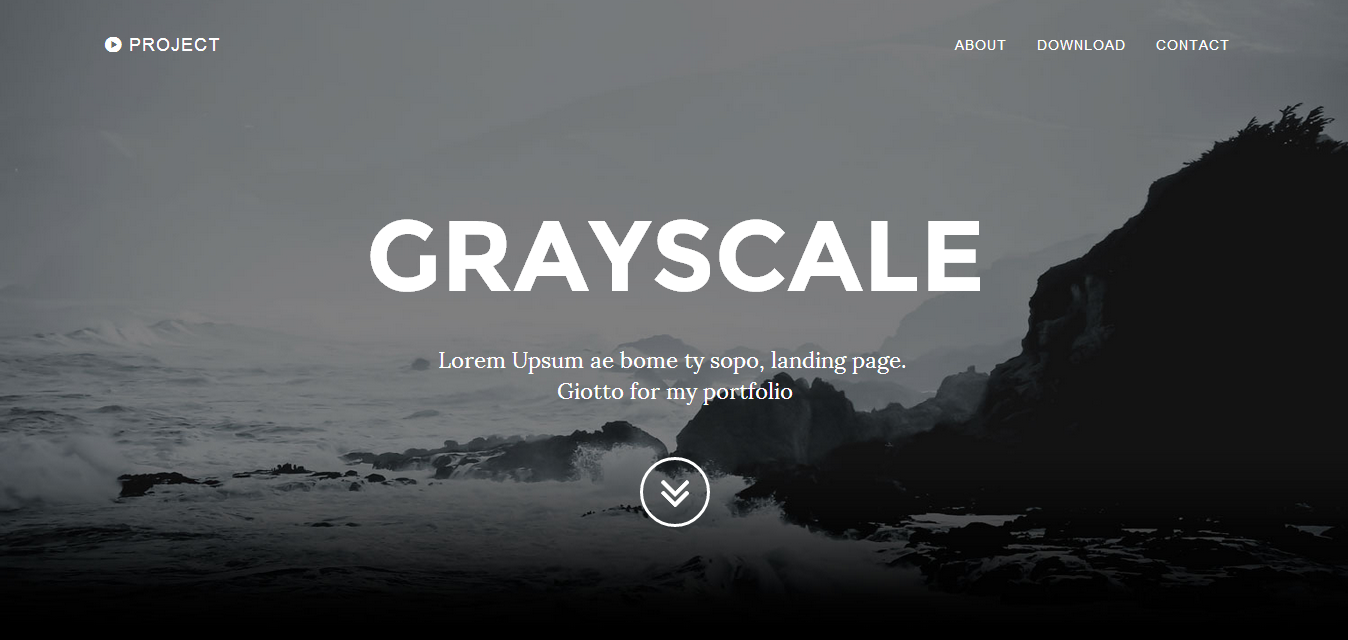 PROJECT
ABOUT DOWNLOAD CONTACT
GRAYSCALE
Lorem Upsum ae bome ty sopo, landing page.
Giotto for my portfolio